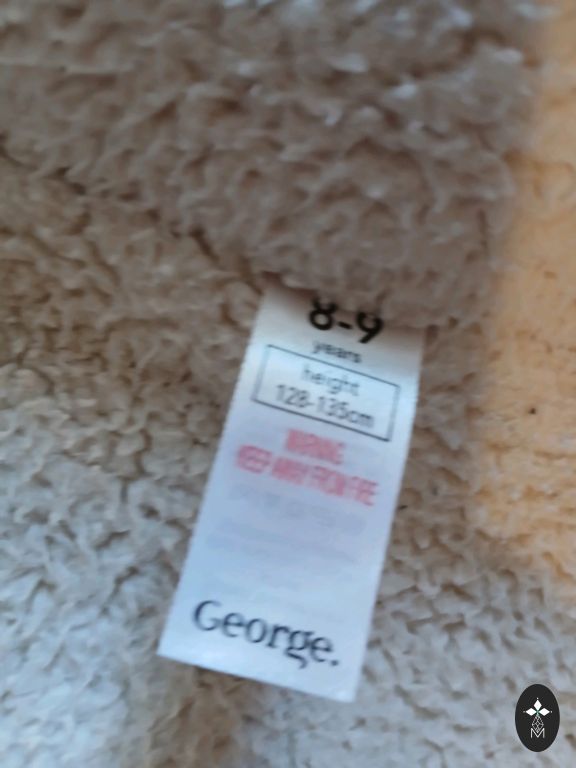 8-9
years
height
128-135cm
WARNING
KEEP AWAY FROM FIRE
George.
M